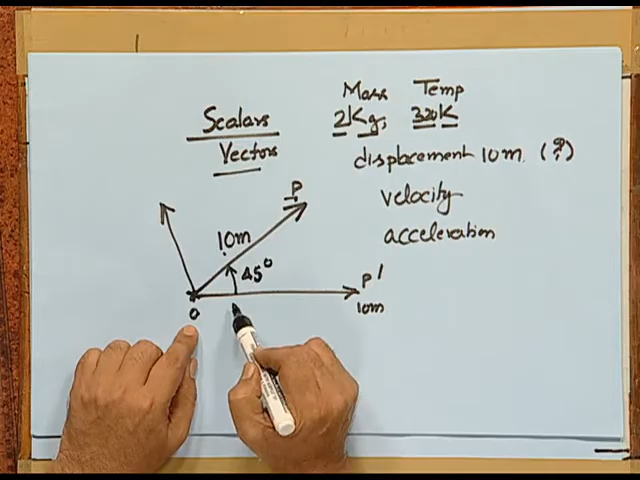 Scalars
Vectors
Mass Temp
2Kg, 320K
displacement 10m. (?)
velocity
acceleration
P
10m
45°
P'
10m
O